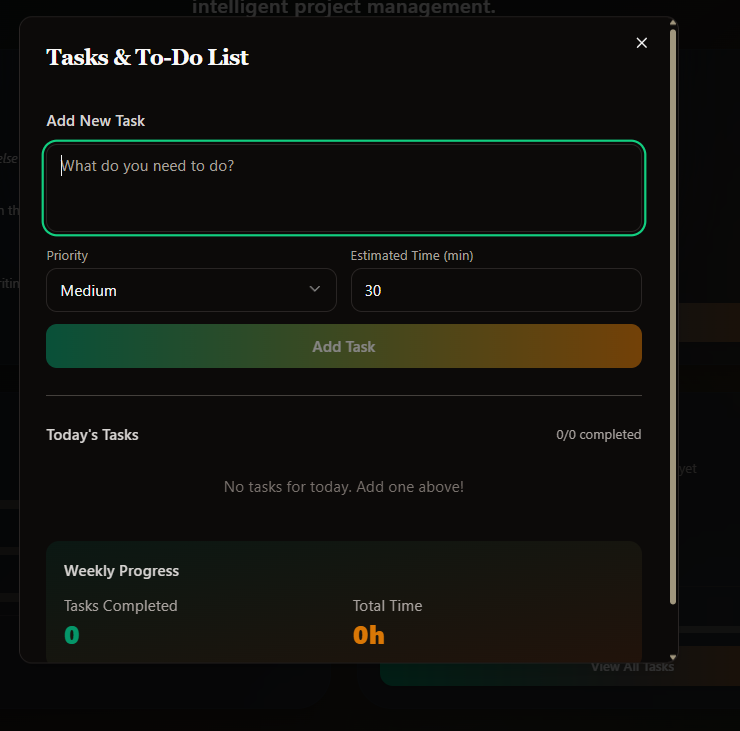 intelligent project management.
Tasks & To-Do List
Add New Task
What do you need to do?
Priority
Estimated Time (min)
Medium
30
Add Task
Today's Tasks
0/0 completed
No tasks for today. Add one above!
Weekly Progress
Tasks Completed
Total Time
0
0h
else
yet
View All Tasks